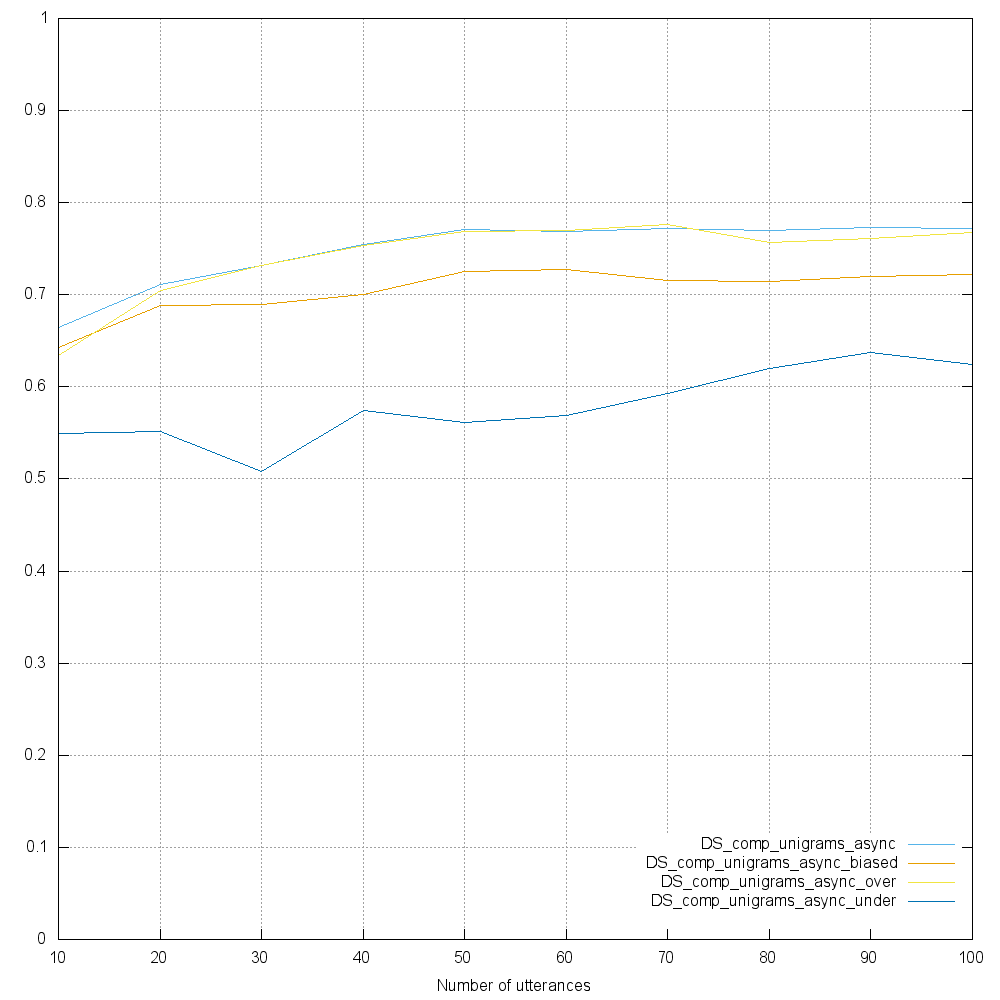 1
0.9
0.8
0.7
0.6
0.5
0.4
0.3
0.2
0.1
0
DS_comp_unigrams_async
DS_comp_unigrams_async_biased
DS_comp_unigrams_async_over
DS_comp_unigrams_async_under
10 20 30 40 50 60 70 80 90 100
Number of utterances